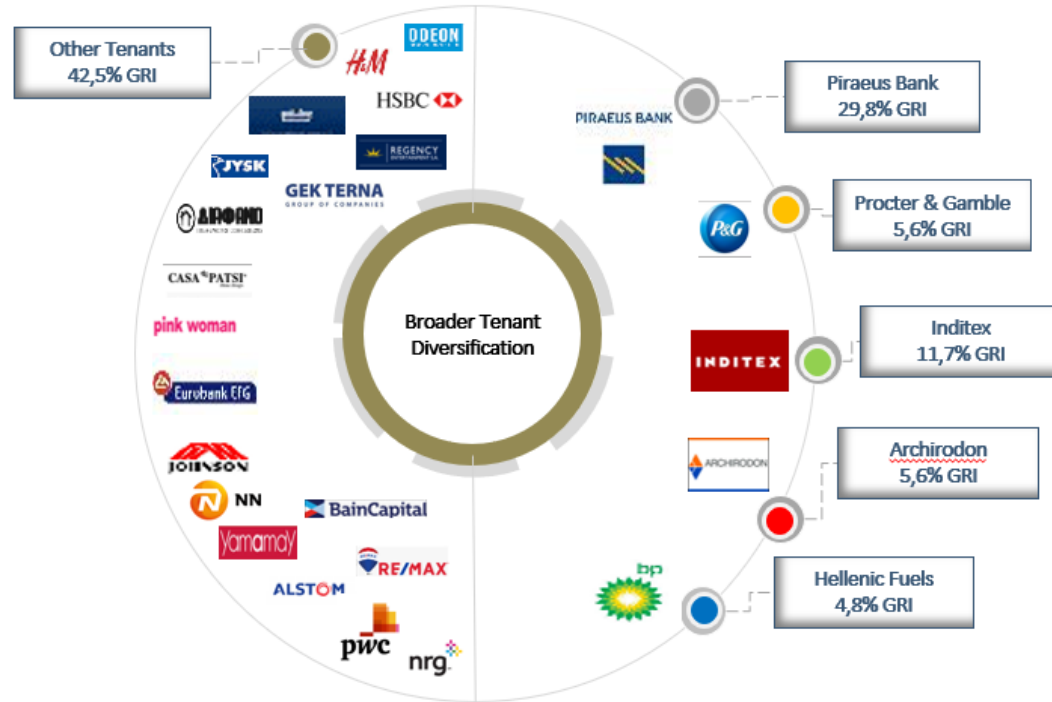 Other Tenants
42,5% GRI
ODEON
H&M
HSBC
REGENCY
JYSK
GEK TERNA
GROUP OF COMPANIES
CASA PATSI
pink woman
Eurobank EFG
JOHNSON
NN
BainCapital
yamamay
RE/MAX
ALSTOM
pwc
nrg
Broader Tenant
Diversification
PIRAEUS BANK
Piraeus Bank
29,8% GRI
P&G
Procter & Gamble
5,6% GRI
INDITEX
Inditex
11,7% GRI
ARCHIRODON
Archirodon
5,6% GRI
bp
Hellenic Fuels
4,8% GRI